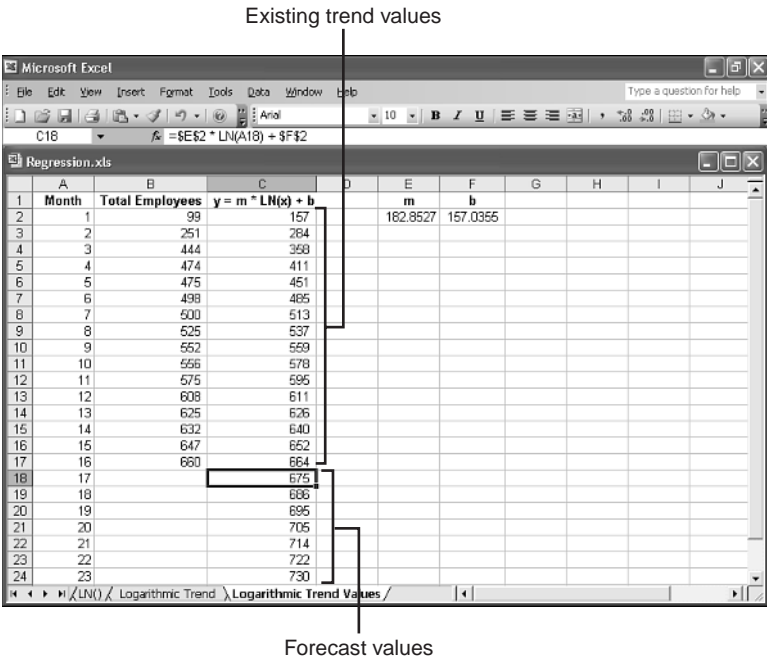 Existing trend values
Microsoft Excel
File Edit View Insert Format Tools Data Window Help Type a question for help
Arial 10 B I U
C18 fx =$E$2 * LN(A18) + $F$2
Regression.xls
A B C D E F G H I J
1 Month Total Employees y = m * LN(x) + b m b
2 1 99 157 182.8527 157.0355
3 2 251 284
4 3 444 358
5 4 474 411
6 5 475 451
7 6 498 485
8 7 500 513
9 8 525 537
10 9 552 559
11 10 556 578
12 11 575 595
13 12 608 611
14 13 625 626
15 14 632 640
16 15 647 652
17 16 660 664
18 17 675
19 18 686
20 19 695
21 20 705
22 21 714
23 22 722
24 23 730
LN() Logarithmic Trend Logarithmic Trend Values
Forecast values